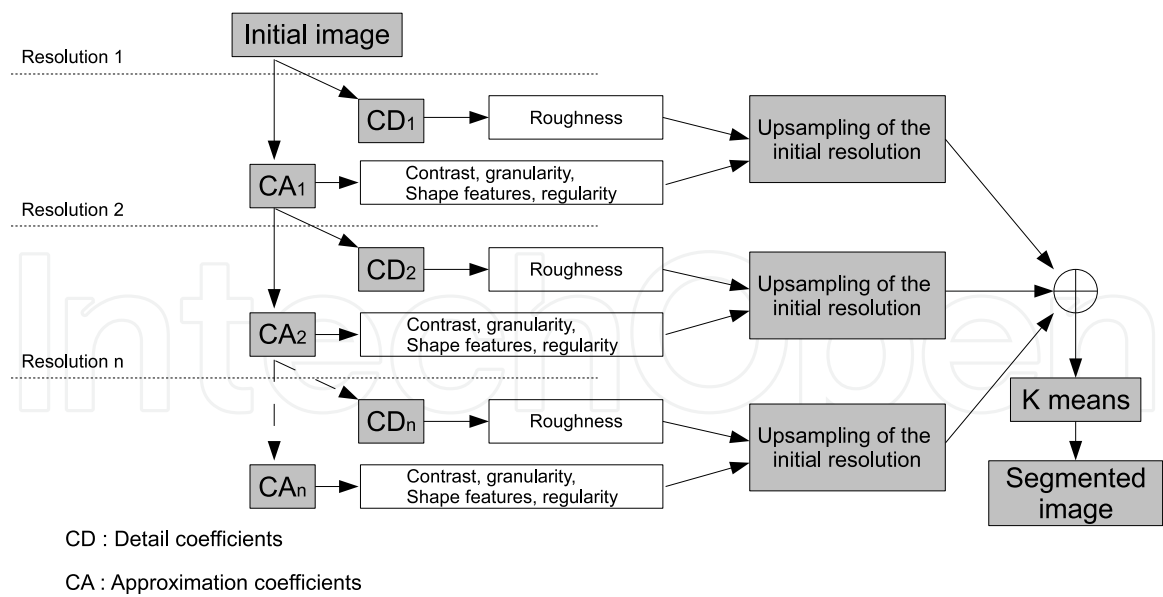 Initial image
Resolution 1
CD1
Roughness
Upsampling of the
initial resolution
CA1
Contrast, granularity,
Shape features, regularity
Resolution 2
CD2
Roughness
Upsampling of the
initial resolution
CA2
Contrast, granularity,
Shape features, regularity
Resolution n
K means
CDn
Roughness
Upsampling of the
initial resolution
CAn
Contrast, granularity,
Shape features, regularity
Segmented
image
CD : Detail coefficients
CA : Approximation coefficients
IntechOpen